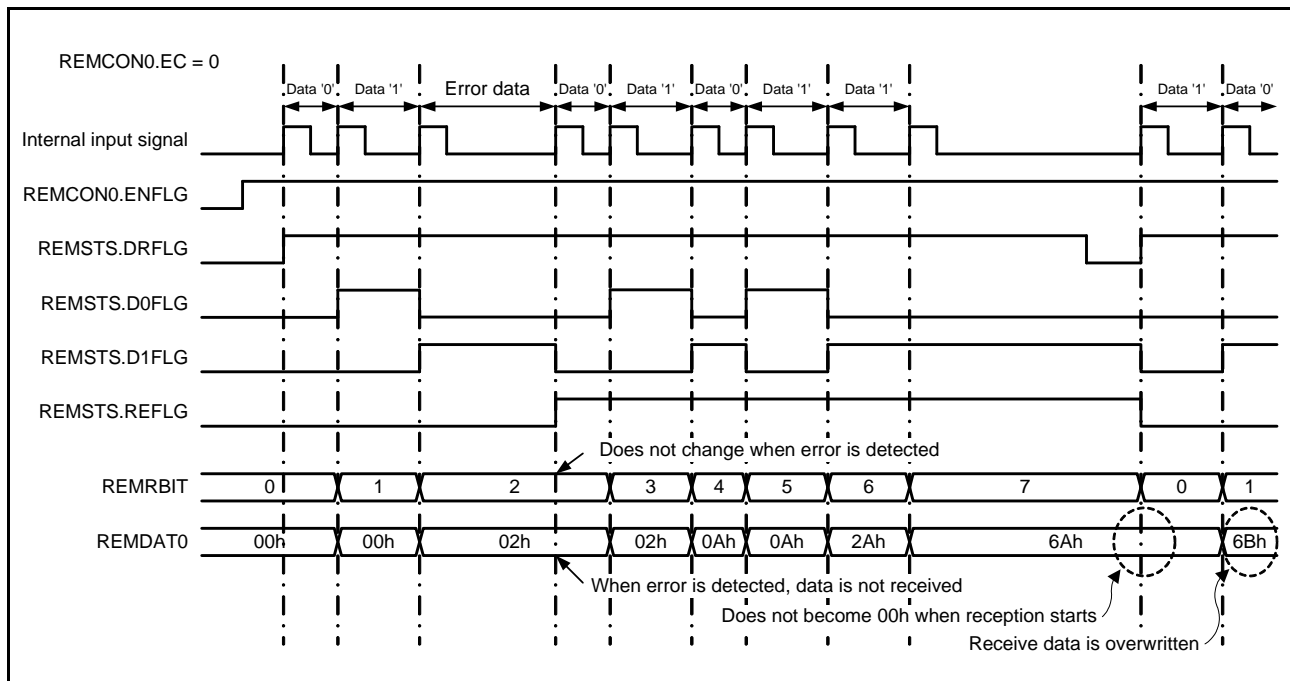 REMCON0.EC = 0
Data '0' Data '1' Error data Data '0' Data '1' Data '0' Data '1' Data '1' Data '1' Data '0'
Internal input signal
REMCON0.ENFLG
REMSTS.DRFLG
REMSTS.D0FLG
REMSTS.D1FLG
REMSTS.REFLG
Does not change when error is detected
REMRBIT 0 1 2 3 4 5 6 7 0 1
REMDAT0 00h 00h 02h 02h 0Ah 0Ah 2Ah 6Ah 6Bh
When error is detected, data is not received
Does not become 00h when reception starts
Receive data is overwritten